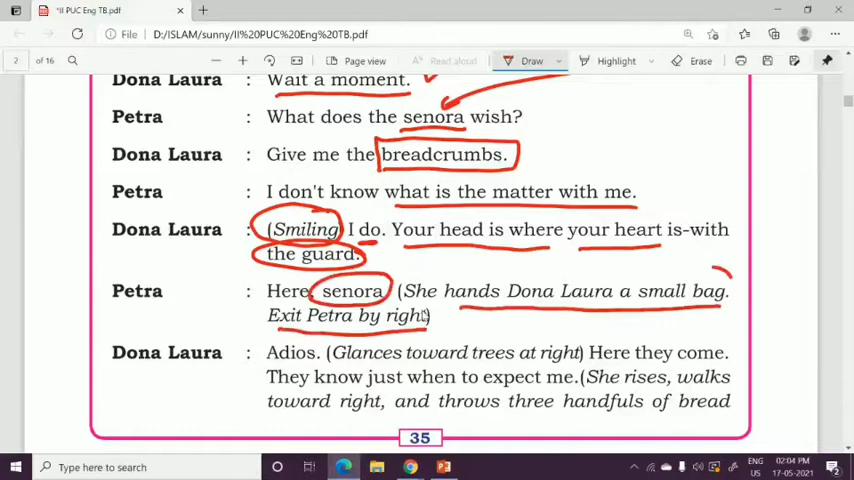 *II PUC Eng TB.pdf
File
D:/ISLAM/sunny/II%20PUC%20Eng%20TB.pdf
2 of 16
Page view
Read aloud
Draw
Highlight
Erase
Dona Laura : Wait a moment.
Petra : What does the senora wish?
Dona Laura : Give me the breadcrumbs.
Petra : I don't know what is the matter with me.
Dona Laura : (Smiling) I do. Your head is where your heart is-with
the guard.
Petra : Here, senora (She hands Dona Laura a small bag.
Exit Petra by right)
Dona Laura : Adios. (Glances toward trees at right) Here they come.
They know just when to expect me.(She rises, walks
toward right, and throws three handfuls of bread
35
Type here to search
ENG
US
02:04 PM
17-05-2021
2